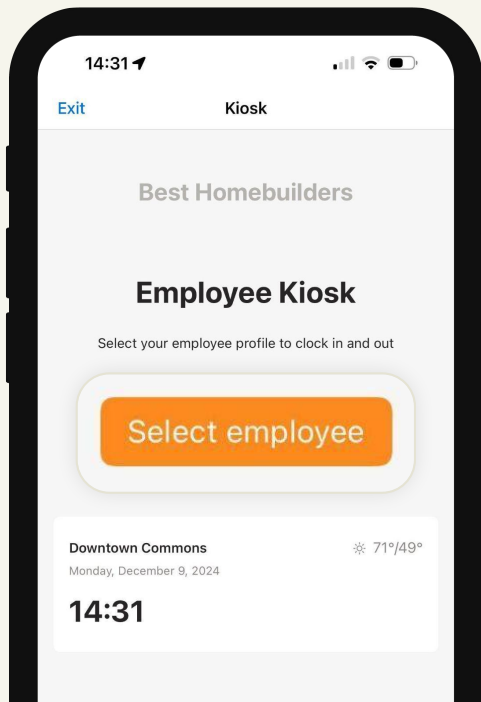 14:31
Exit
Kiosk
Best Homebuilders
Employee Kiosk
Select your employee profile to clock in and out
Select employee
Downtown Commons
71°/49°
Monday, December 9, 2024
14:31